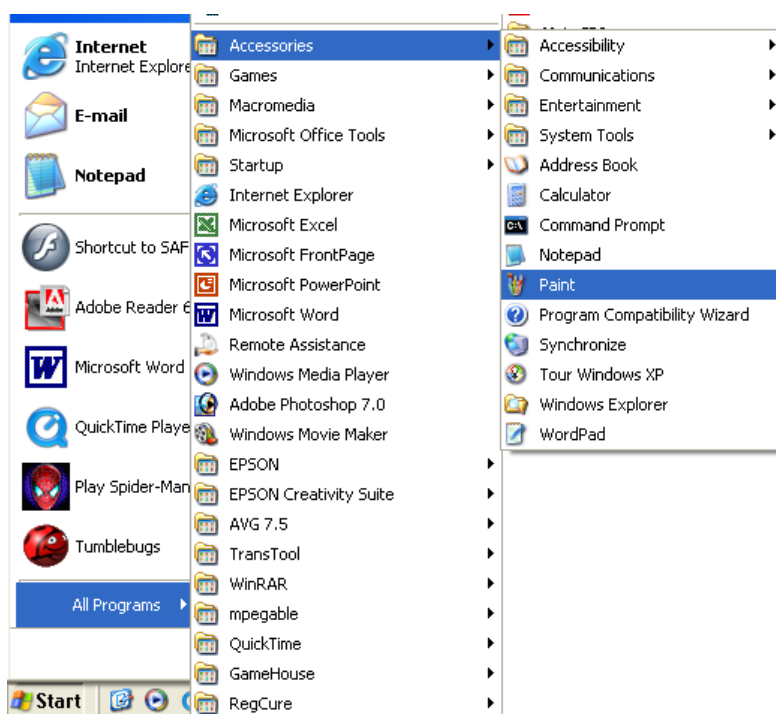 Internet
Internet Explore
E-mail
Notepad
Shortcut to SAF
Adobe Reader 6
Microsoft Word
QuickTime Playe
Play Spider-Man
Tumblebugs
All Programs
Start
Accessories
Games
Macromedia
Microsoft Office Tools
Startup
Internet Explorer
Microsoft Excel
Microsoft FrontPage
Microsoft PowerPoint
Microsoft Word
Remote Assistance
Windows Media Player
Adobe Photoshop 7.0
Windows Movie Maker
EPSON
EPSON Creativity Suite
AVG 7.5
TransTool
WinRAR
mpegable
QuickTime
GameHouse
RegCure
Accessibility
Communications
Entertainment
System Tools
Address Book
Calculator
Command Prompt
Notepad
Paint
Program Compatibility Wizard
Synchronize
Tour Windows XP
Windows Explorer
WordPad